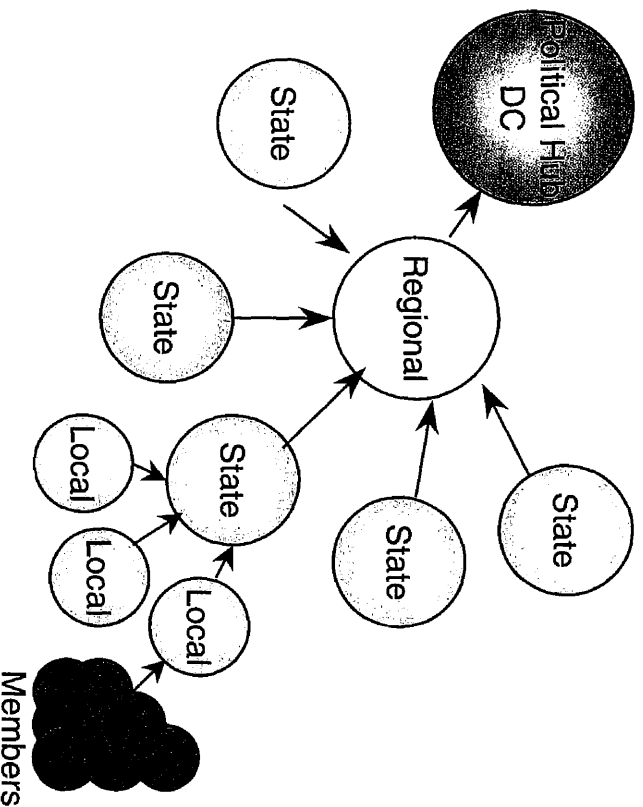 Political Hub
DC
State
Regional
State
State
State
Local
State
Local
Local
Members